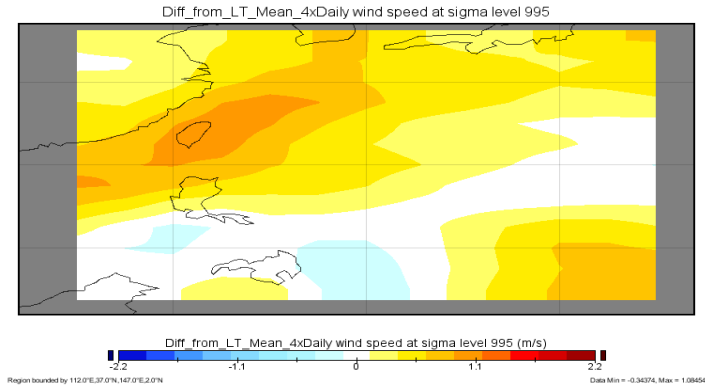 Diff_from_LT_Mean_4xDaily wind speed at sigma level 995
Diff_from_LT_Mean_4xDaily wind speed at sigma level 995 (m/s)
-2.2 -1.1 0 1.1 2.2
Region bounded by 112.0°E,37.0°N,147.0°E,2.0°N Data Min = -0.34374, Max = 1.08454